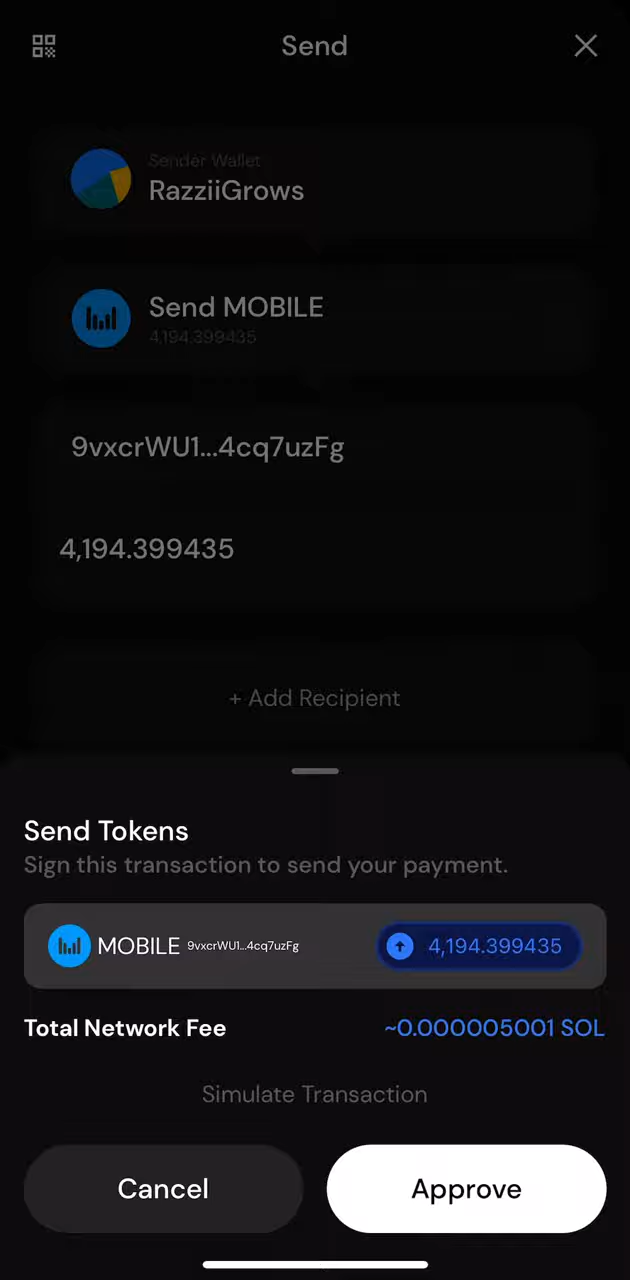 Send
Sender Wallet
RazziiGrows
Send MOBILE
4,194.399435
9vxcrWU1...4cq7uzFg
4,194.399435
+ Add Recipient
Send Tokens
Sign this transaction to send your payment.
MOBILE 9vxcrWU1...4cq7uzFg 4,194.399435
Total Network Fee ~0.000005001 SOL
Simulate Transaction
Cancel Approve